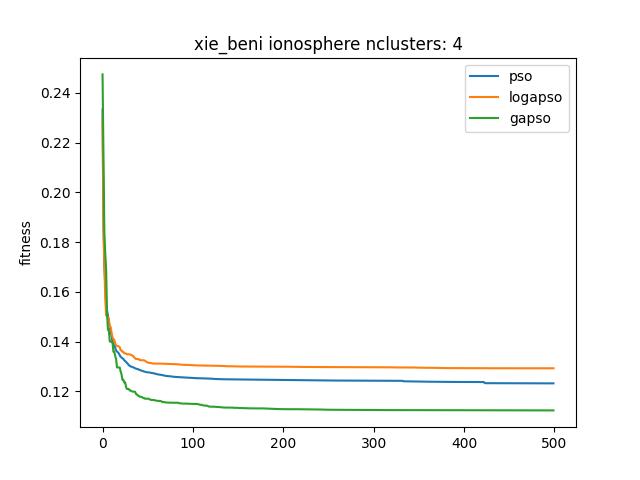 xie_beni ionosphere nclusters: 4
pso
logapso
gapso
fitness
0.24
0.22
0.20
0.18
0.16
0.14
0.12
0 100 200 300 400 500